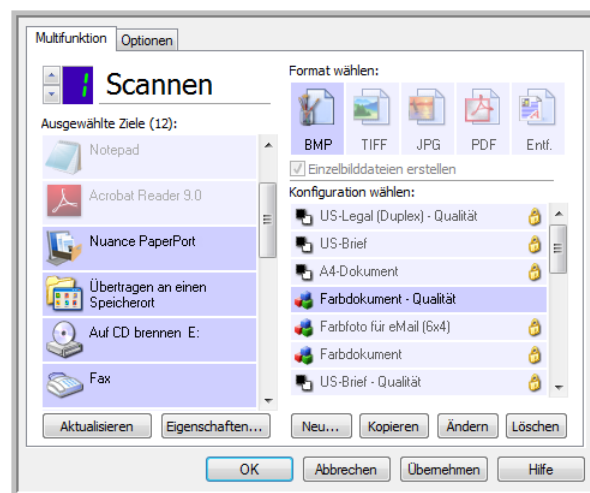 Multifunktion
Optionen
1
Scannen
Ausgewählte Ziele (12):
Notepad
Acrobat Reader 9.0
Nuance PaperPort
Übertragen an einen
Speicherort
Auf CD brennen E:
Fax
Aktualisieren
Eigenschaften...
Format wählen:
BMP
TIFF
JPG
PDF
Entf.
Einzelbilddateien erstellen
Konfiguration wählen:
US-Legal (Duplex) - Qualität
US-Brief
A4-Dokument
Farbdokument - Qualität
Farbfoto für eMail (6x4)
Farbdokument
US-Brief - Qualität
Neu...
Kopieren
Ändern
Löschen
OK
Abbrechen
Übernehmen
Hilfe